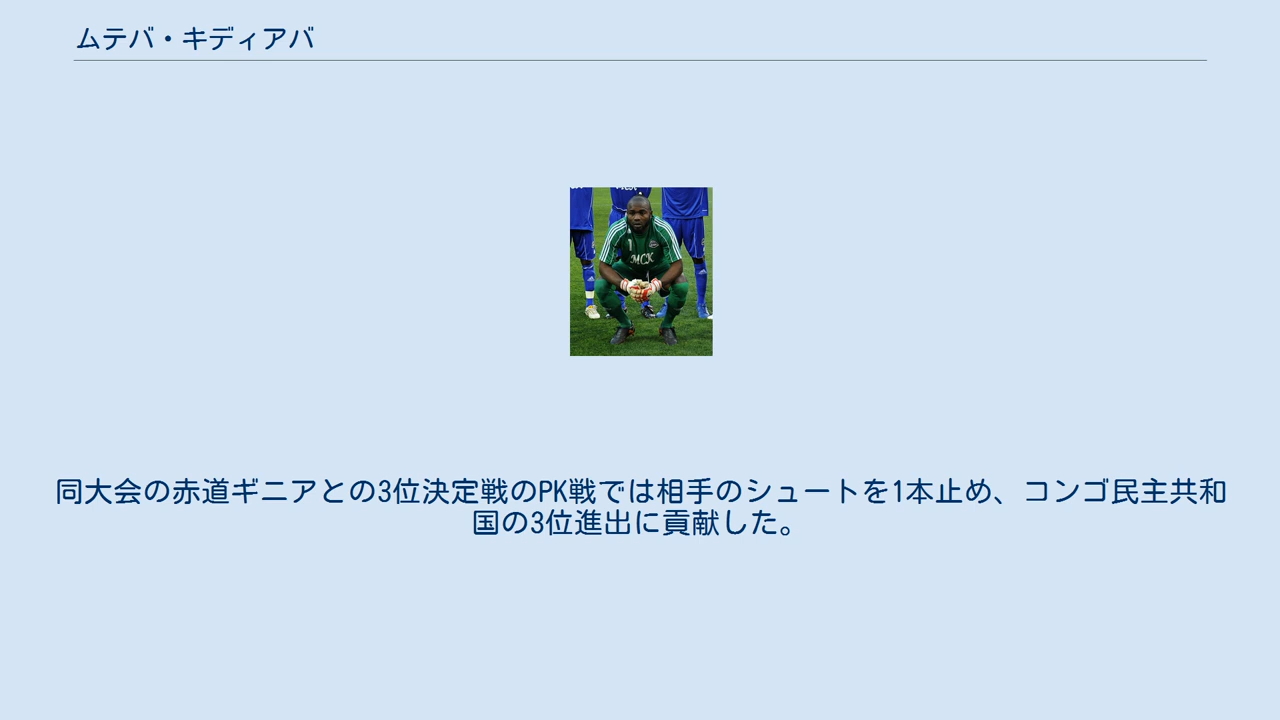 ムテバ・キディアバ
1
MCK
同大会の赤道ギニアとの3位決定戦のPK戦では相手のシュートを1本止め、コンゴ民主共和
国の3位進出に貢献した。